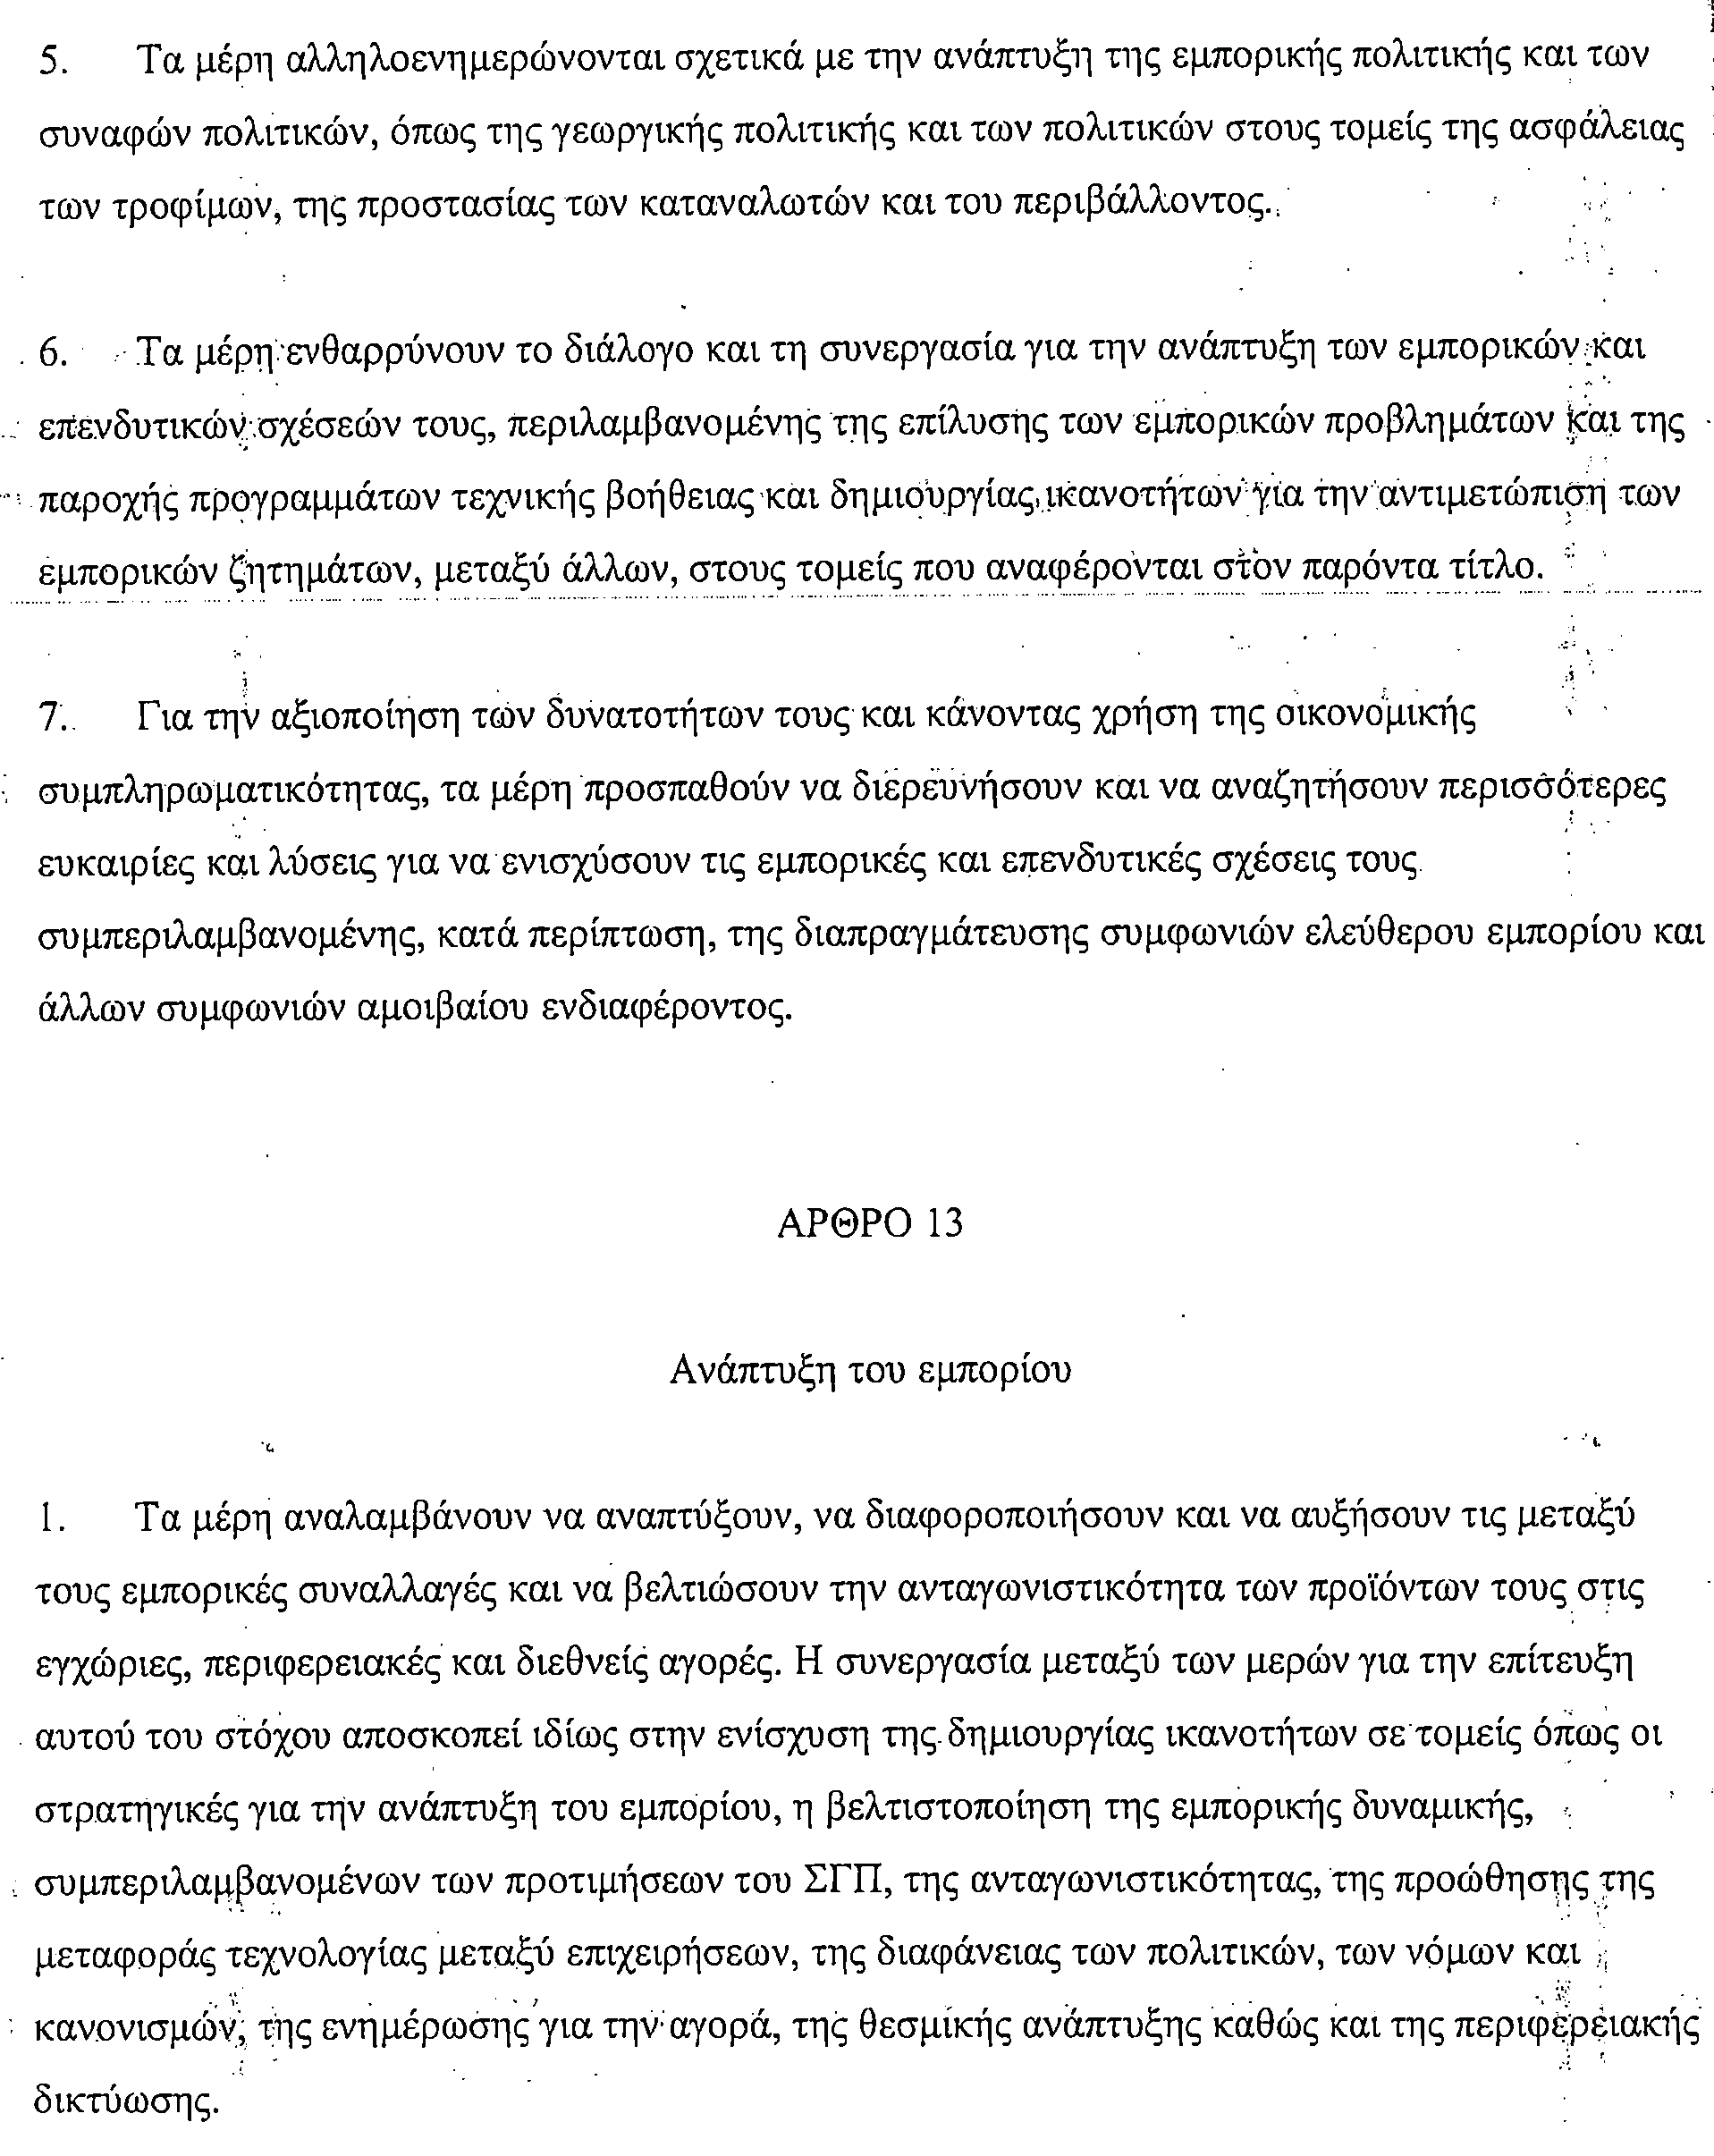 5. Τα μέρη αλληλοενημερώνονται σχετικά με την ανάπτυξη της εμπορικής πολιτικής και των
συναφών πολιτικών, όπως της γεωργικής πολιτικής και των πολιτικών στους τομείς της ασφάλειας
των τροφίμων, της προστασίας των καταναλωτών και του περιβάλλοντος.
6. Τα μέρη ενθαρρύνουν το διάλογο και τη συνεργασία για την ανάπτυξη των εμπορικών και
επενδυτικών σχέσεών τους, περιλαμβανομένης της επίλυσης των εμπορικών προβλημάτων και της
παροχής προγραμμάτων τεχνικής βοήθειας και δημιουργίας ικανοτήτων για την αντιμετώπιση των
εμπορικών ζητημάτων, μεταξύ άλλων, στους τομείς που αναφέρονται στον παρόντα τίτλο.
7. Για την αξιοποίηση των δυνατοτήτων τους και κάνοντας χρήση της οικονομικής
συμπληρωματικότητας, τα μέρη προσπαθούν να διερευνήσουν και να αναζητήσουν περισσότερες
ευκαιρίες και λύσεις για να ενισχύσουν τις εμπορικές και επενδυτικές σχέσεις τους
συμπεριλαμβανομένης, κατά περίπτωση, της διαπραγμάτευσης συμφωνιών ελεύθερου εμπορίου και
άλλων συμφωνιών αμοιβαίου ενδιαφέροντος.
ΑΡΘΡΟ 13
Ανάπτυξη του εμπορίου
1. Τα μέρη αναλαμβάνουν να αναπτύξουν, να διαφοροποιήσουν και να αυξήσουν τις μεταξύ
τους εμπορικές συναλλαγές και να βελτιώσουν την ανταγωνιστικότητα των προϊόντων τους στις
εγχώριες, περιφερειακές και διεθνείς αγορές. Η συνεργασία μεταξύ των μερών για την επίτευξη
αυτού του στόχου αποσκοπεί ιδίως στην ενίσχυση της δημιουργίας ικανοτήτων σε τομείς όπως οι
στρατηγικές για την ανάπτυξη του εμπορίου, η βελτιστοποίηση της εμπορικής δυναμικής,
συμπεριλαμβανομένων των προτιμήσεων του ΣΓΠ, της ανταγωνιστικότητας, της προώθησης της
μεταφοράς τεχνολογίας μεταξύ επιχειρήσεων, της διαφάνειας των πολιτικών, των νόμων και
κανονισμών, της ενημέρωσης για την αγορά, της θεσμικής ανάπτυξης καθώς και της περιφερειακής
δικτύωσης.